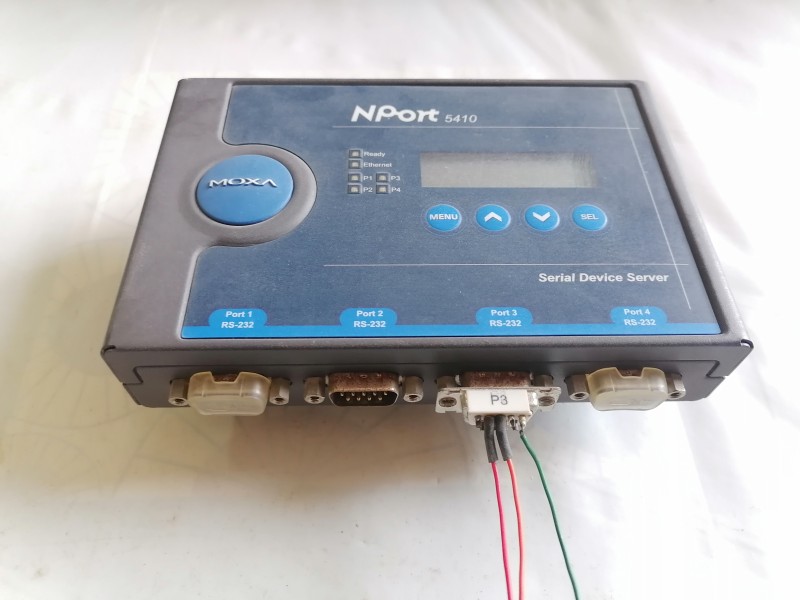 NPort 5410
Ready
Ethernet
P1 P3
P2 P4
MOXA
MENU SEL
Serial Device Server
Port 1 Port 2 Port 3 Port 4
RS-232 RS-232 RS-232 RS-232
P3